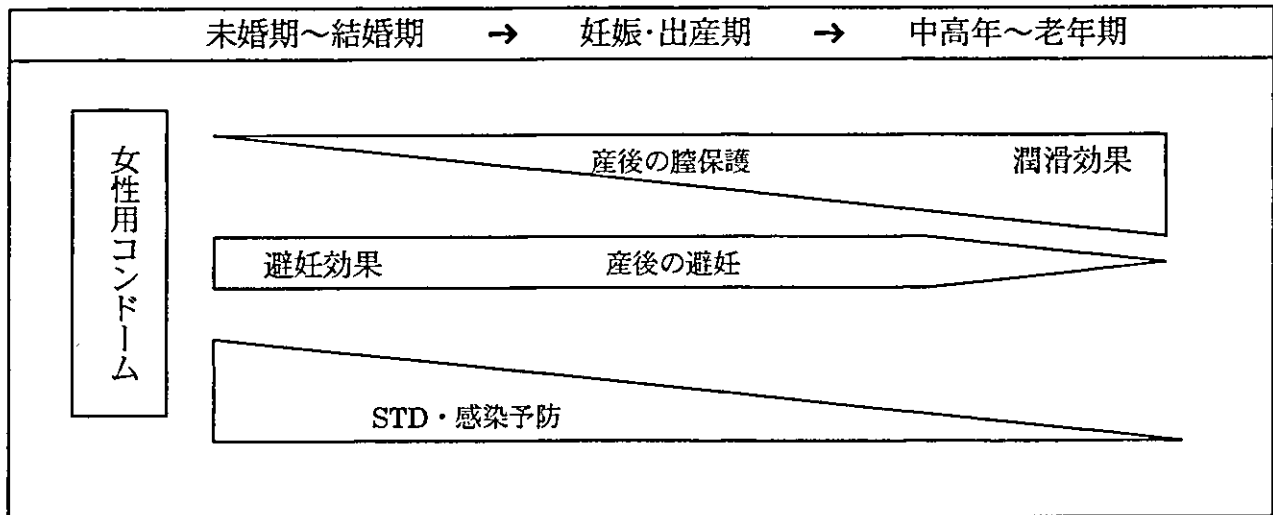 未婚期～結婚期 → 妊娠・出産期 → 中高年～老年期
女性用コンドーム
産後の膣保護 潤滑効果
避妊効果 産後の避妊
STD・感染予防